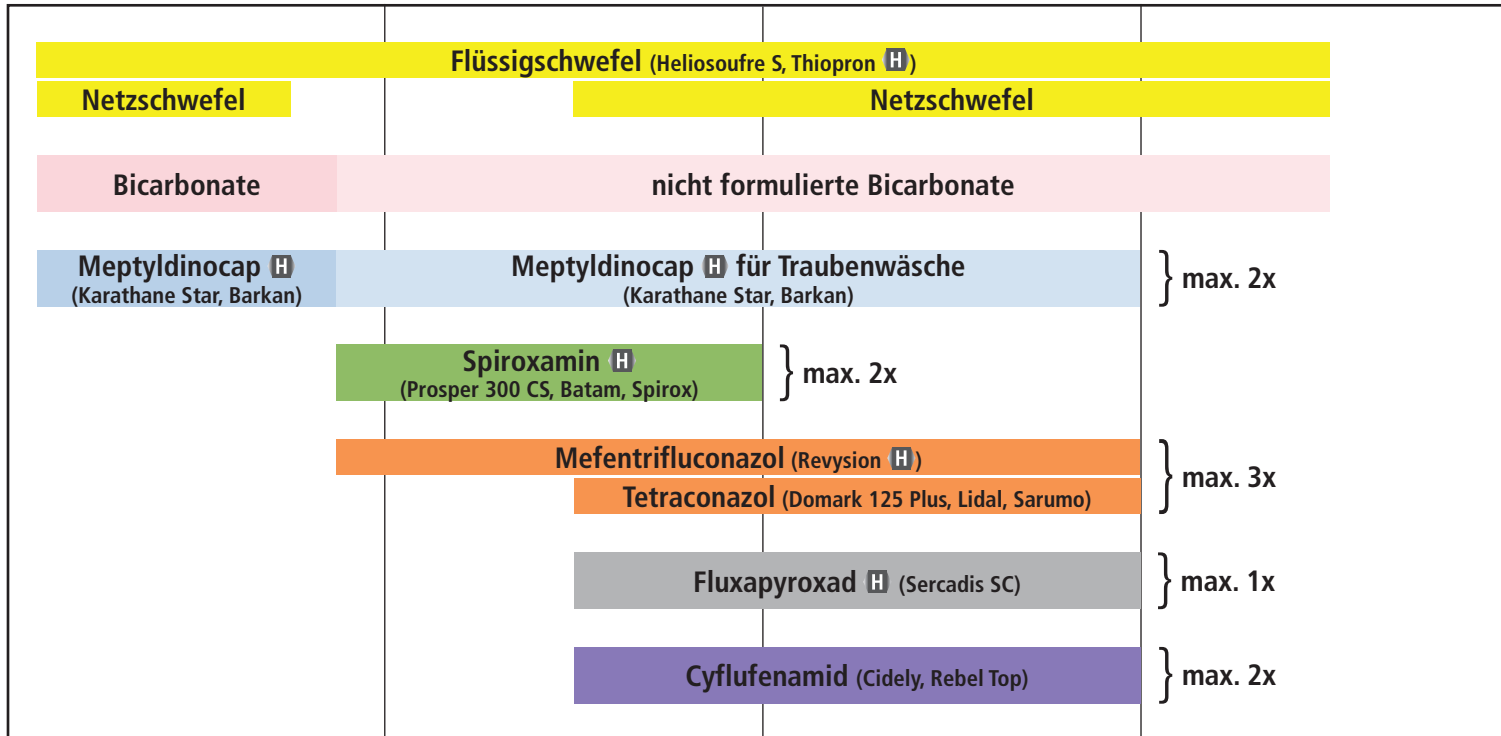 Flüssigschwefel (Heliosoufre S, Thiopron H)
Netzschwefel
Netzschwefel
Bicarbonate
nicht formulierte Bicarbonate
Meptyldinocap H
(Karathane Star, Barkan)
Meptyldinocap H für Traubenwäsche
(Karathane Star, Barkan)
} max. 2x
Spiroxamin H
(Prosper 300 CS, Batam, Spirox)
} max. 2x
Mefentrifluconazol (Revysion H)
Tetraconazol (Domark 125 Plus, Lidal, Sarumo)
} max. 3x
Fluxapyroxad H (Sercadis SC)
} max. 1x
Cyflufenamid (Cidely, Rebel Top)
} max. 2x